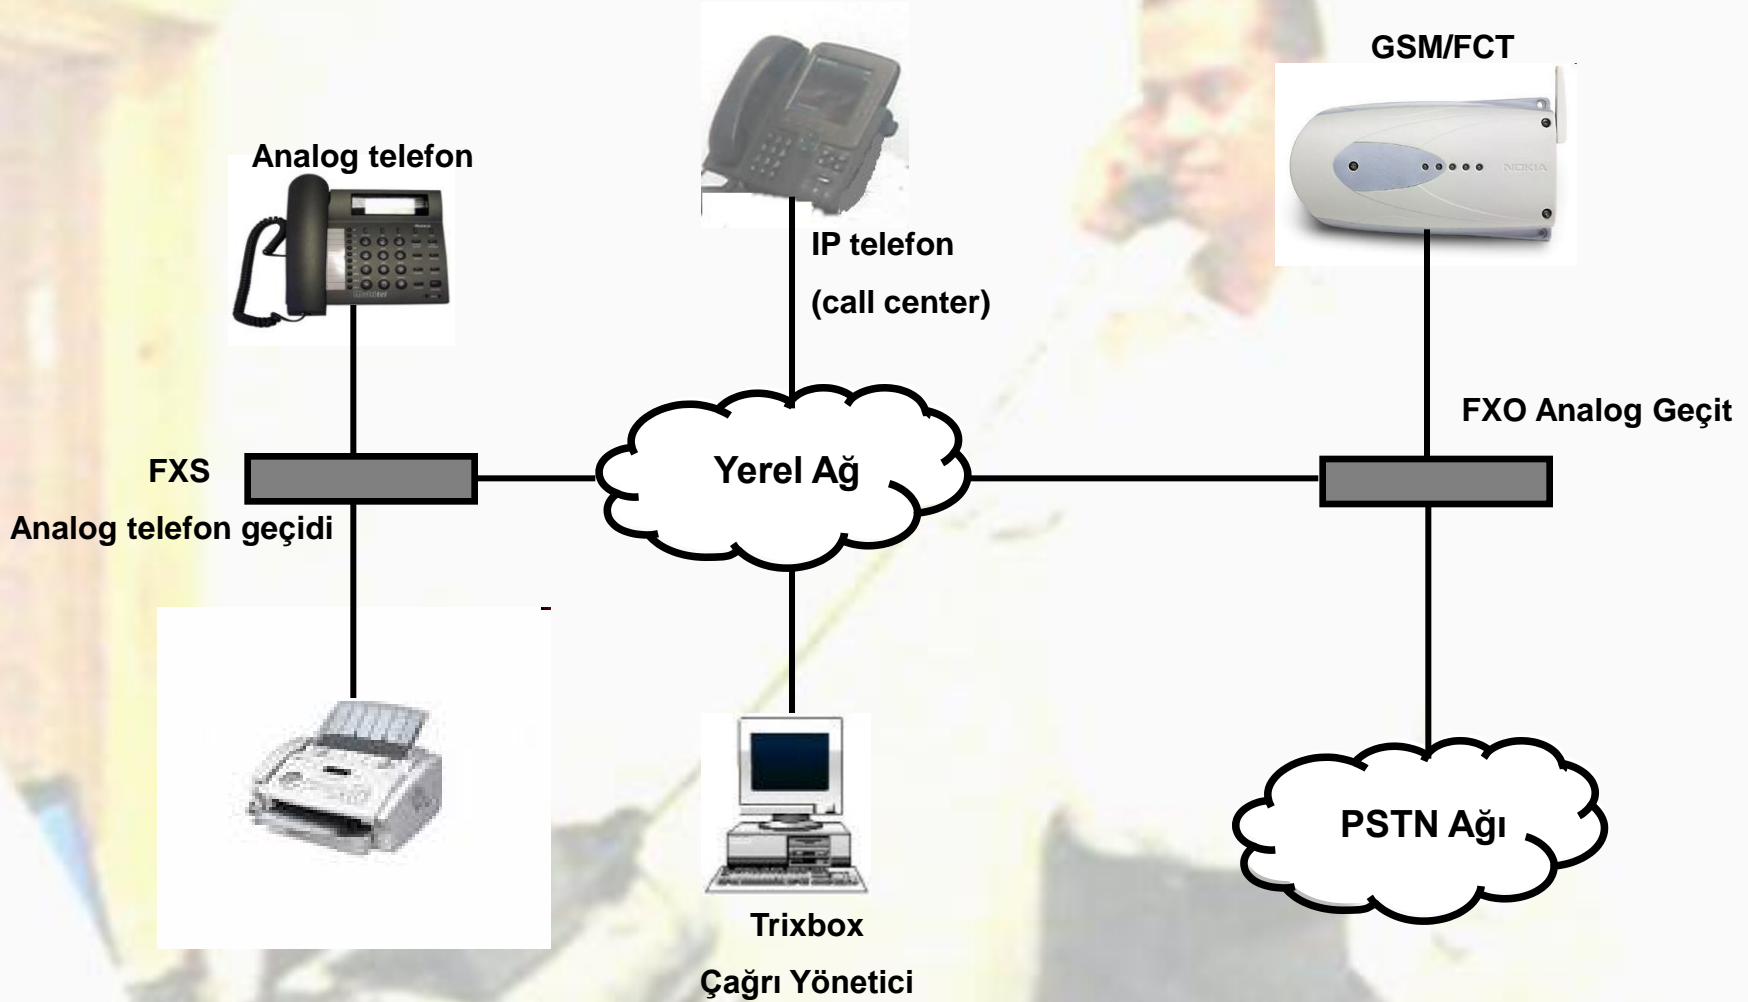 GSM/FCT
NOKIA
Analog telefon
IP telefon
(call center)
FXO Analog Geçit
FXS
Yerel Ağ
Analog telefon geçidi
PSTN Ağı
Trixbox
Çağrı Yönetici